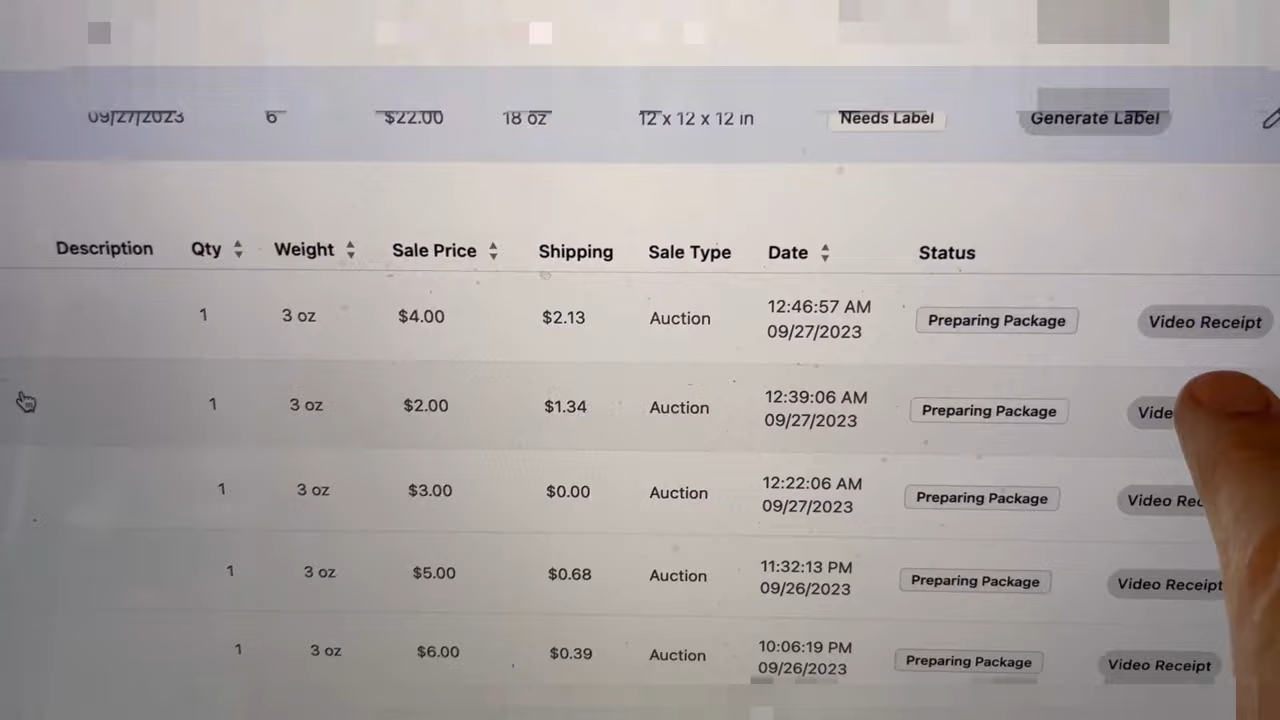 09/27/2023 6 $22.00 18 oz 12 x 12 x 12 in Needs Label Generate Label
Description Qty Weight Sale Price Shipping Sale Type Date Status
1 3 oz $4.00 $2.13 Auction 12:46:57 AM 09/27/2023 Preparing Package Video Receipt
1 3 oz $2.00 $1.34 Auction 12:39:06 AM 09/27/2023 Preparing Package Vide
1 3 oz $3.00 $0.00 Auction 12:22:06 AM 09/27/2023 Preparing Package Video Rec
1 3 oz $5.00 $0.68 Auction 11:32:13 PM 09/26/2023 Preparing Package Video Receipt
1 3 oz $6.00 $0.39 Auction 10:06:19 PM 09/26/2023 Preparing Package Video Receipt